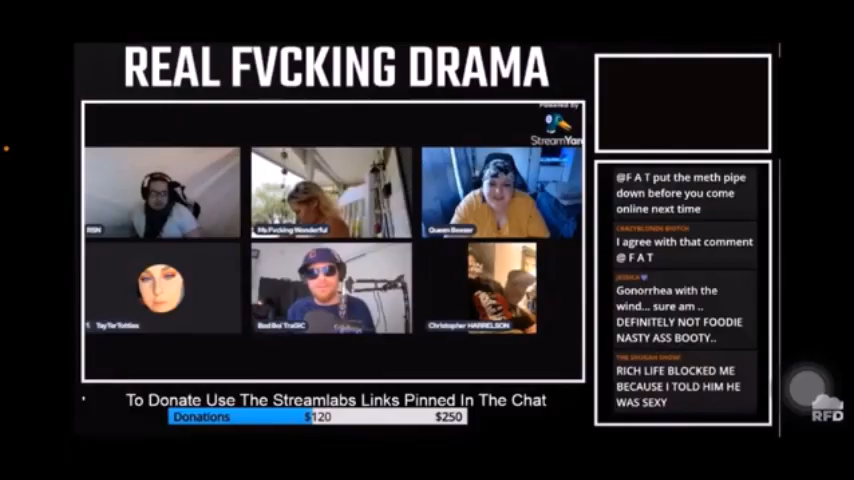 REAL FVCKING DRAMA
Powered By
StreamYard
RSN
Ms Fvcking Wonderful
Queen Beezer
TayTerTotties
Bad Boi TraGiC
Christopher HARRELSON
@F A T put the meth pipe
down before you come
online next time
CRAZYBLONDE BIOTCH
I agree with that comment
@ F A T
JESSICA
Gonorrhea with the
wind... sure am ..
DEFINITELY NOT FOODIE
NASTY ASS BOOTY..
THE SHOGAN SHOW
RICH LIFE BLOCKED ME
BECAUSE I TOLD HIM HE
WAS SEXY
To Donate Use The Streamlabs Links Pinned In The Chat
Donations $120 $250
RFD